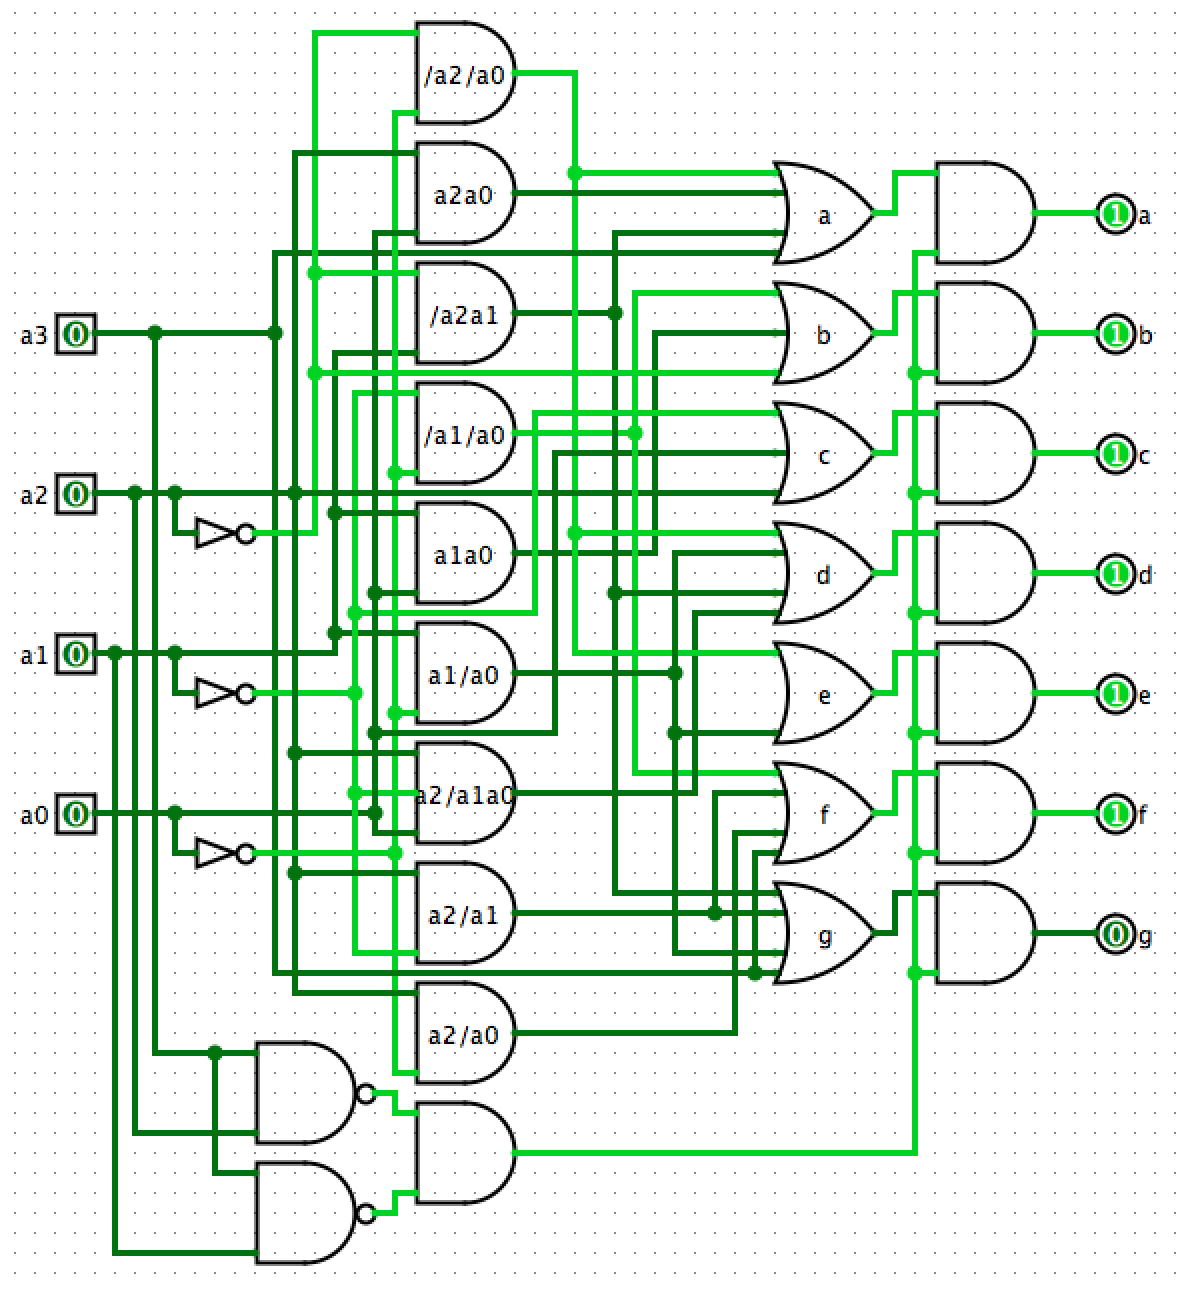 /a2/a0
a2a0
a 1 a
/a2a1
a3 0
b 1 b
/a1/a0
c 1 c
a2 0
a1a0
d 1 d
a1 0
a1/a0
e 1 e
a2/a1a0
a0 0
f 1 f
a2/a1
g 0 g
a2/a0